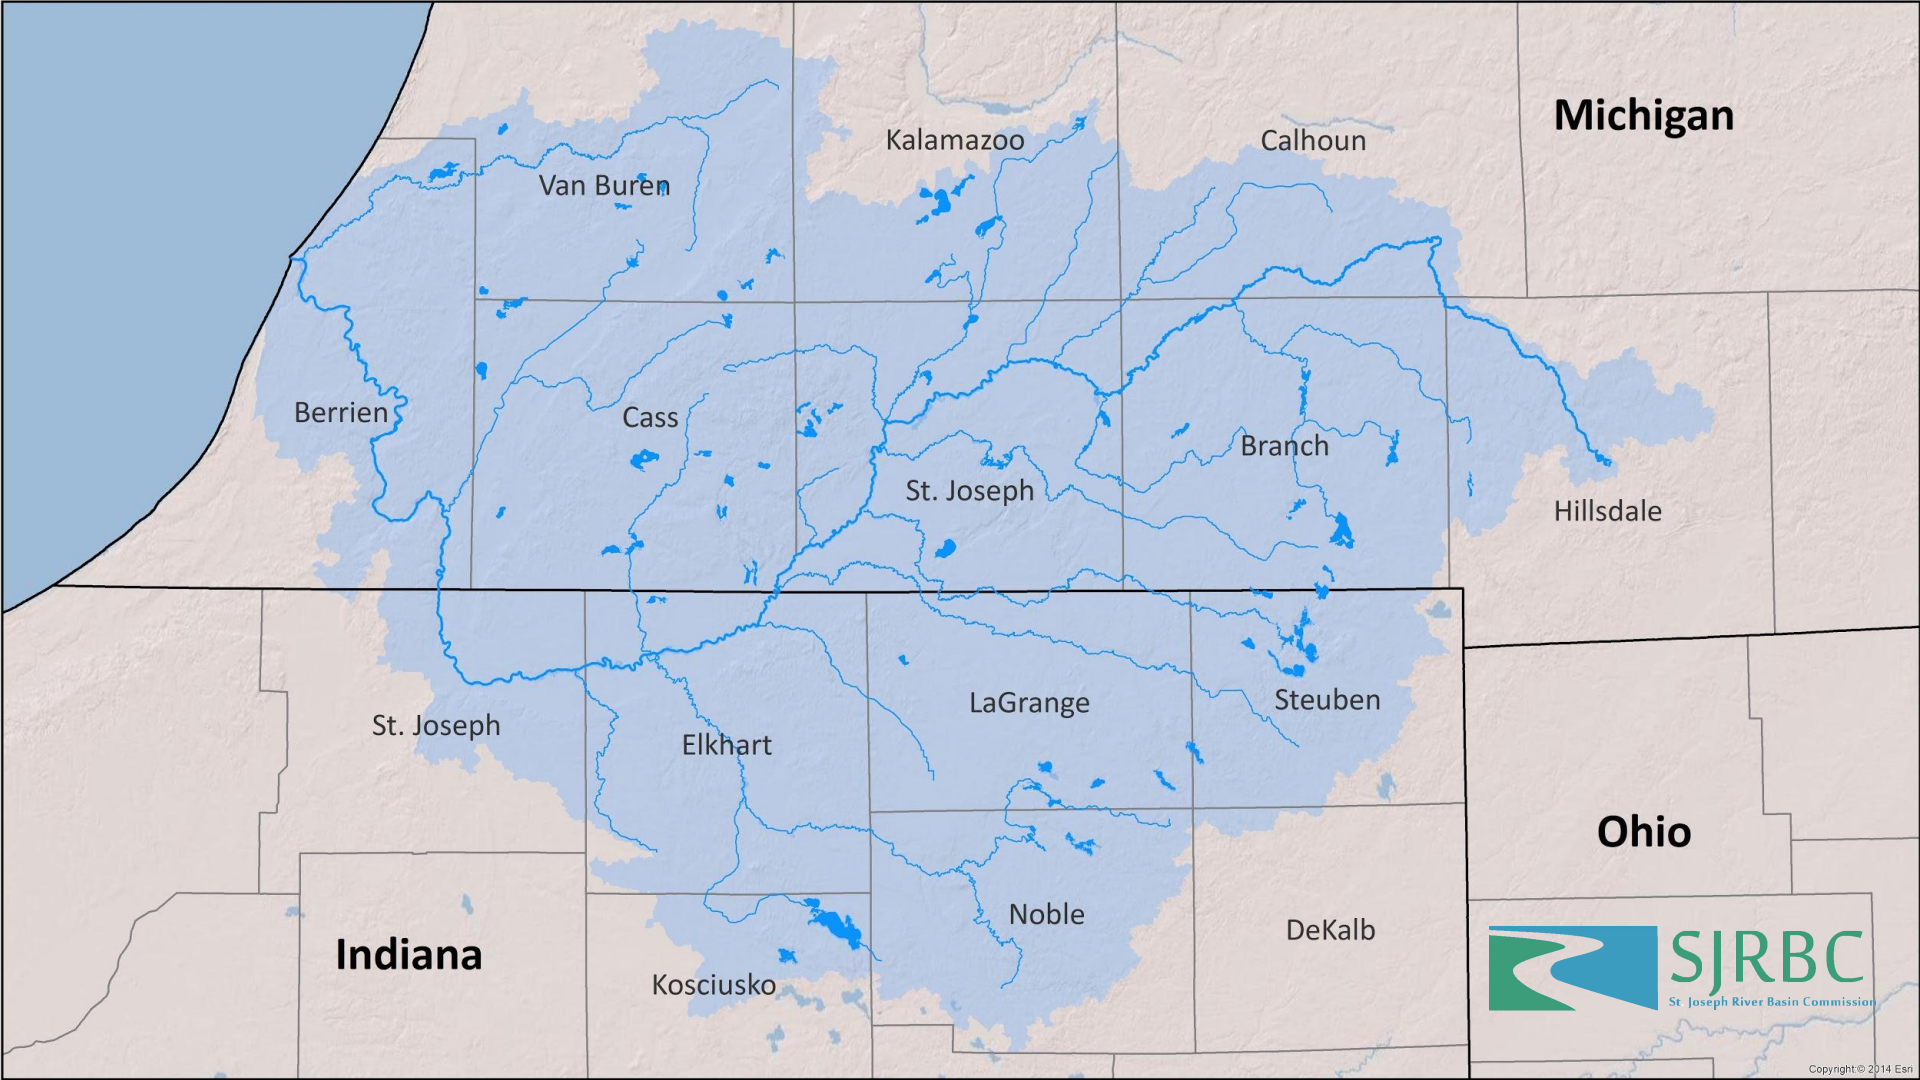 Michigan
Kalamazoo
Calhoun
Van Buren
Berrien
Cass
Branch
St. Joseph
Hillsdale
LaGrange
Steuben
St. Joseph
Elkhart
Ohio
Noble
DeKalb
Indiana
Kosciusko
SJRBC
St. Joseph River Basin Commission
Copyright:© 2014 Esri